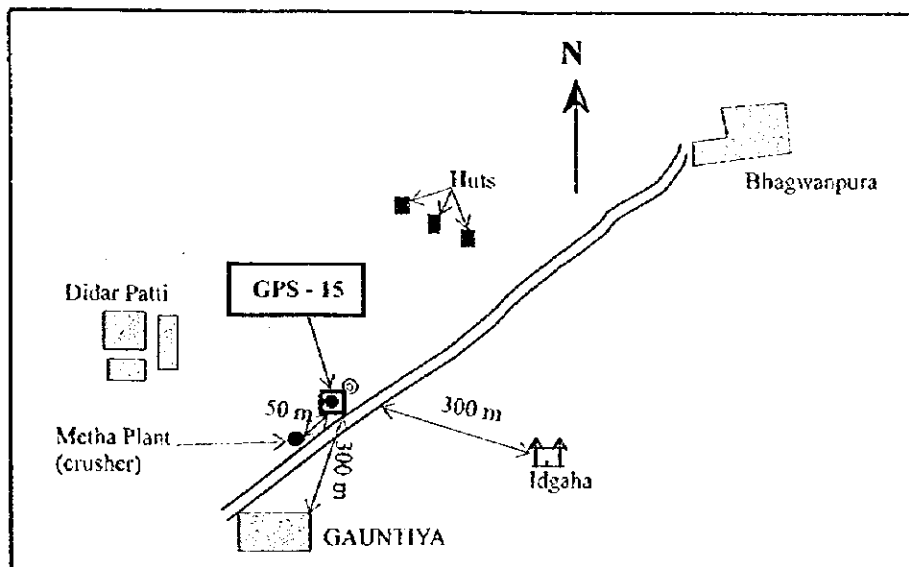 N
Huts
Bhagwanpura
Didar Patti
GPS - 15
50 m
300 m
Metha Plant
(crusher)
300 m
Idgaha
GAUNTIYA